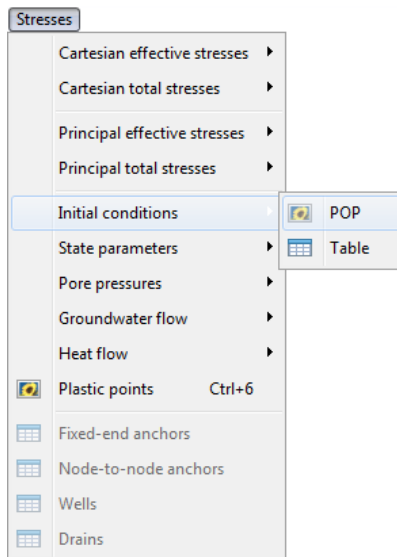 Stresses
Cartesian effective stresses
Cartesian total stresses
Principal effective stresses
Principal total stresses
Initial conditions
POP
State parameters
Table
Pore pressures
Groundwater flow
Heat flow
Plastic points Ctrl+6
Fixed-end anchors
Node-to-node anchors
Wells
Drains